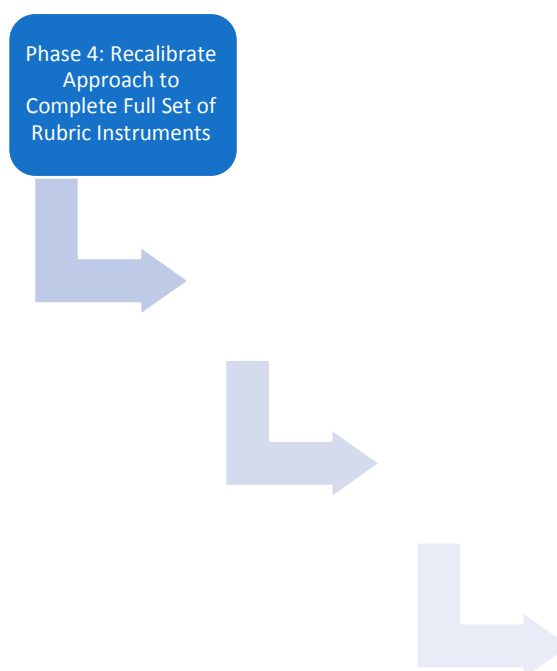 Phase 4: Recalibrate
Approach to
Complete Full Set of
Rubric Instruments